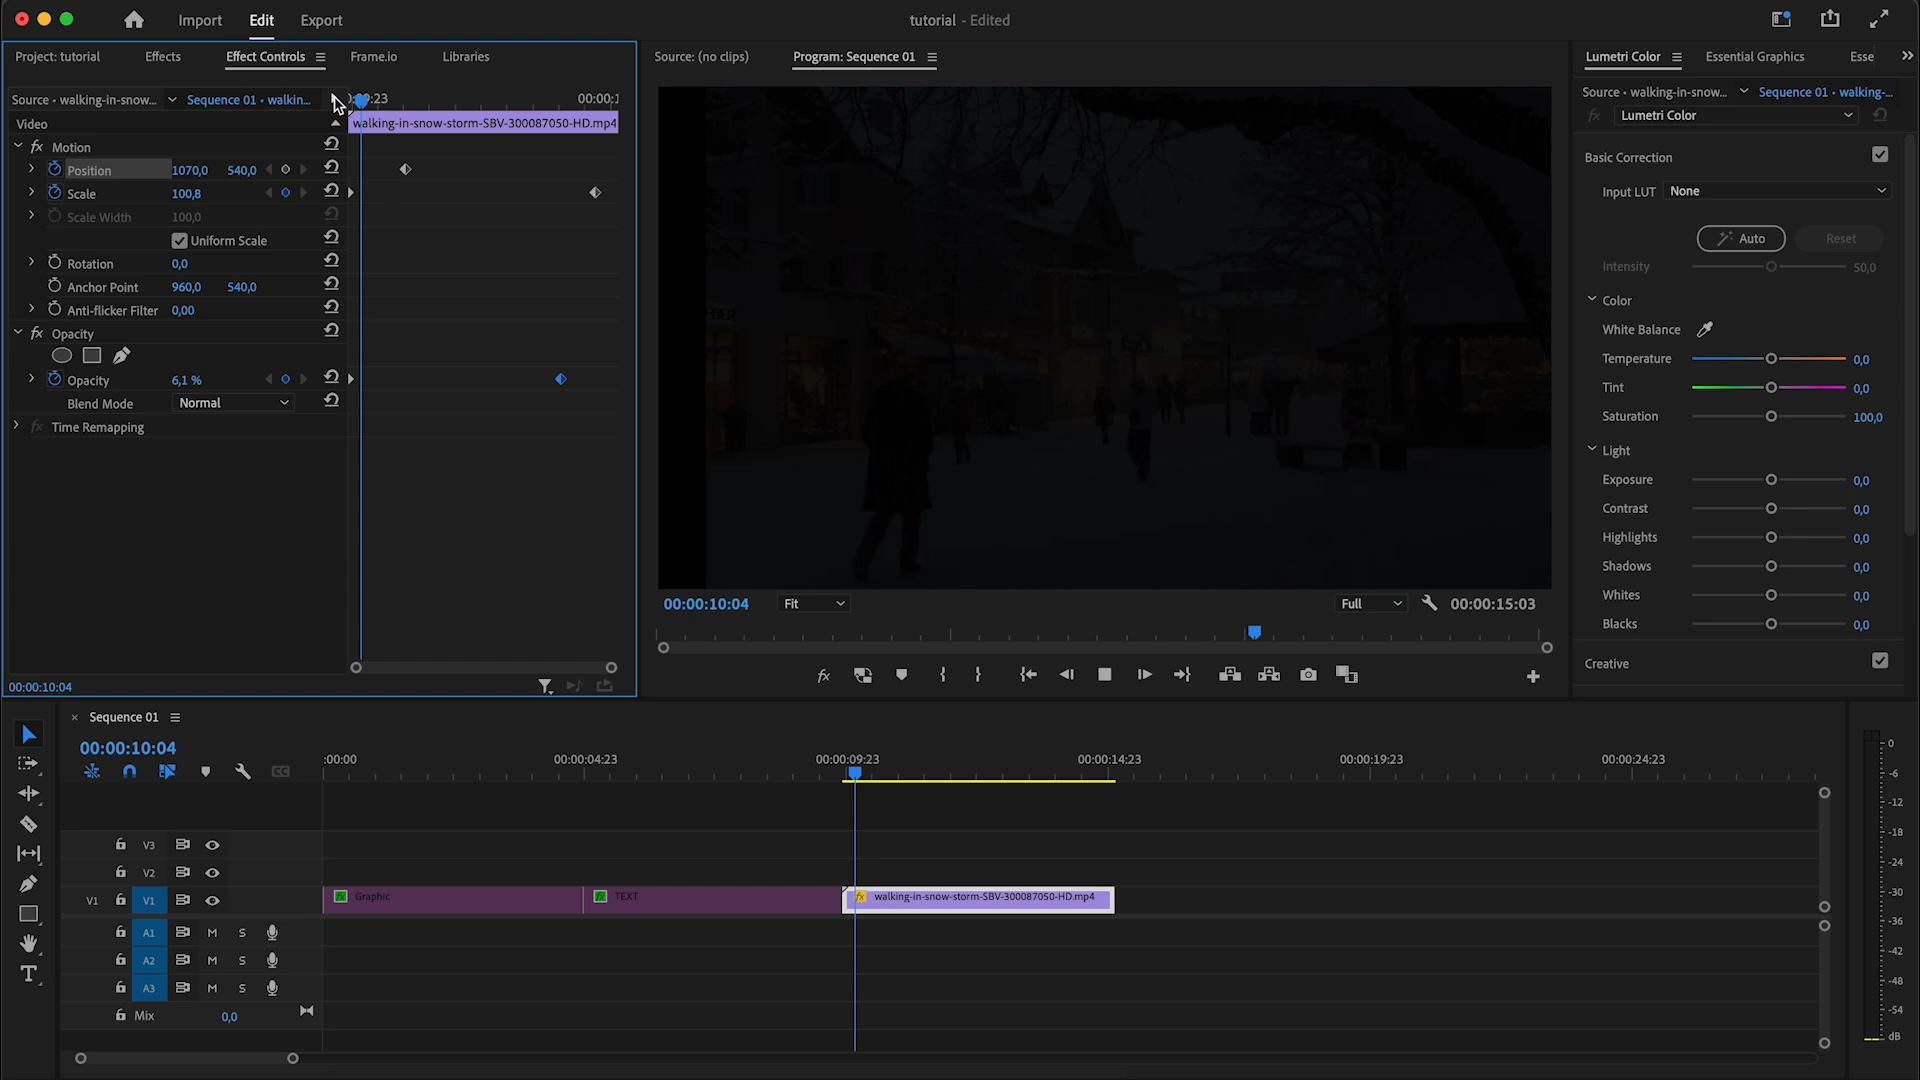 Import
Edit
Export
tutorial - Edited
Project: tutorial
Effects
Effect Controls
Frame.io
Libraries
Source: (no clips)
Program: Sequence 01
Lumetri Color
Essential Graphics
Esse
Source • walking-in-snow...
Sequence 01 • walkin...
00:00:1
Source • walking-in-snow...
Sequence 01 • walking-...
fx
Lumetri Color
Video
walking-in-snow-storm-SBV-300087050-HD.mp4
fx Motion
Position 1070,0 540,0
Scale 100,8
Scale Width 100,0
Uniform Scale
Rotation 0,0
Anchor Point 960,0 540,0
Anti-flicker Filter 0,00
fx Opacity
Opacity 6,1 %
Blend Mode Normal
fx Time Remapping
00:00:10:04
Basic Correction
Input LUT None
Auto
Reset
Intensity 50,0
Color
White Balance
Temperature 0,0
Tint 0,0
Saturation 100,0
Light
Exposure 0,0
Contrast 0,0
Highlights 0,0
Shadows 0,0
Whites 0,0
Blacks 0,0
Creative
00:00:10:04
Fit
Full
00:00:15:03
fx
Sequence 01
00:00:10:04
:00:00
00:00:04:23
00:00:09:23
00:00:14:23
00:00:19:23
00:00:24:23
CC
V3
V2
V1 V1
fx Graphic
fx TEXT
fx walking-in-snow-storm-SBV-300087050-HD.mp4
A1 M S
A2 M S
A3 M S
Mix 0,0
0
-6
-12
-18
-24
-30
-36
-42
-48
-54
dB